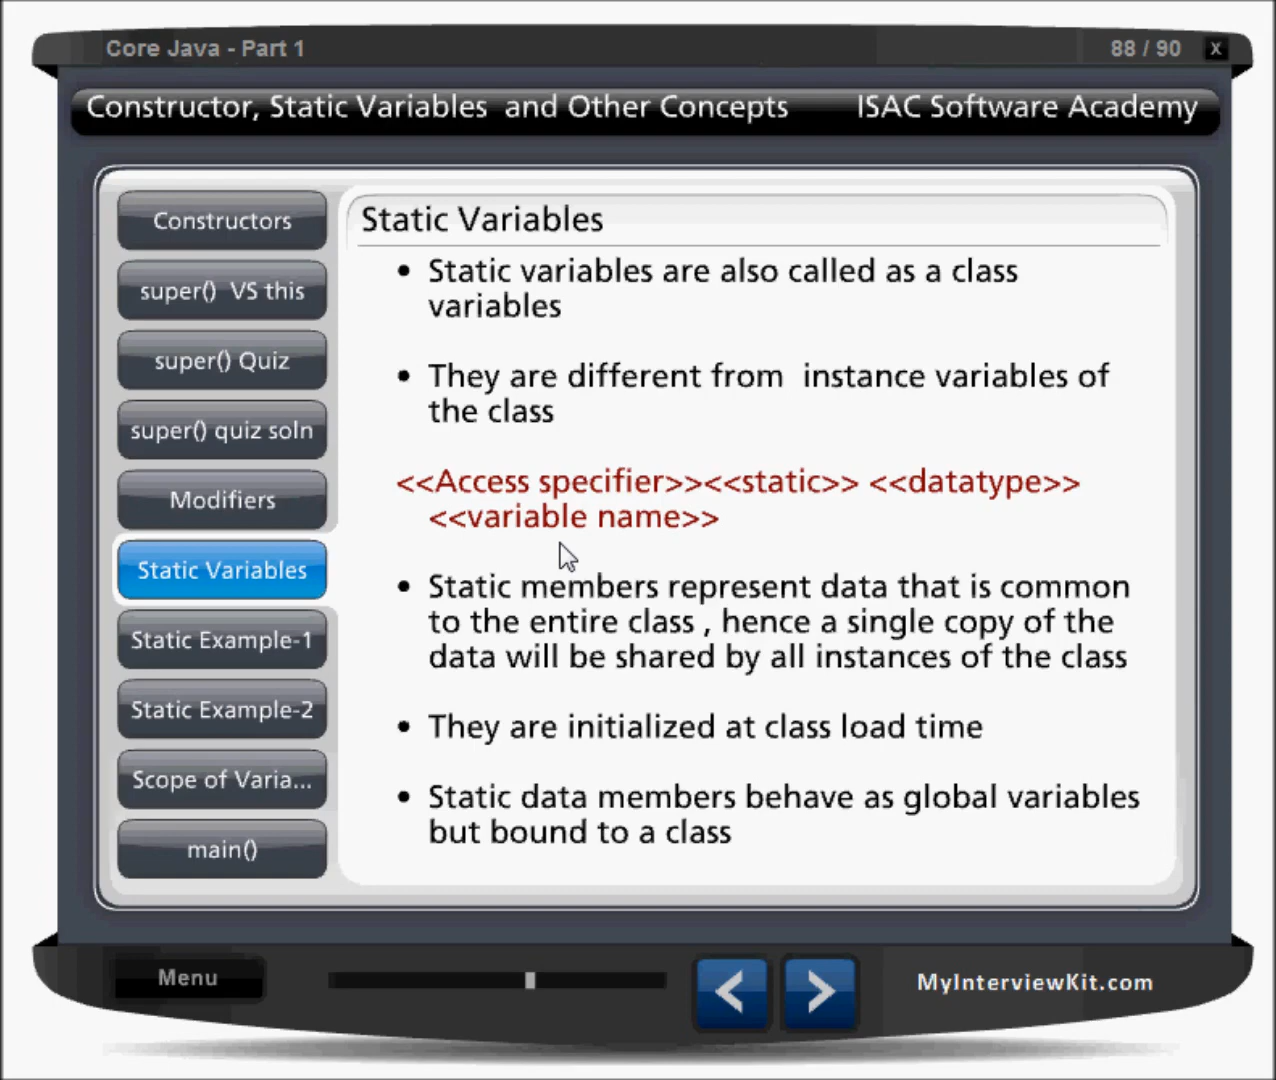 Core Java - Part 1
88 / 90
X
Constructor, Static Variables  and Other Concepts
ISAC Software Academy
Constructors
super()  VS this
super() Quiz
super() quiz soln
Modifiers
Static Variables
Static Example-1
Static Example-2
Scope of Varia...
main()
Static Variables
• Static variables are also called as a class
variables
• They are different from  instance variables of
the class
<<Access specifier>><<static>> <<datatype>>
<<variable name>>
• Static members represent data that is common
to the entire class , hence a single copy of the
data will be shared by all instances of the class
• They are initialized at class load time
• Static data members behave as global variables
but bound to a class
Menu
MyInterviewKit.com